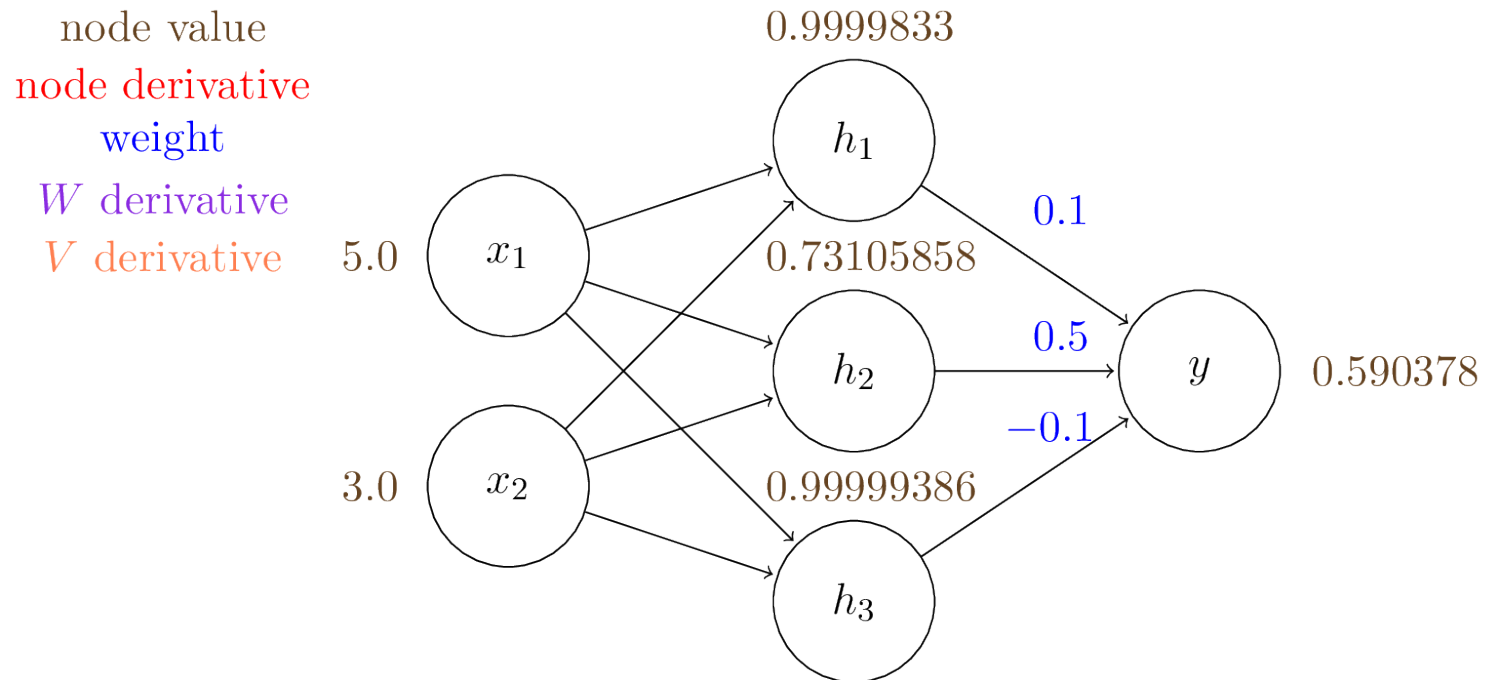 node value
node derivative
weight
W derivative
V derivative
0.9999833
h₁
0.1
5.0
x₁
0.73105858
0.5
h₂
y
0.590378
−0.1
3.0
x₂
0.99999386
h₃